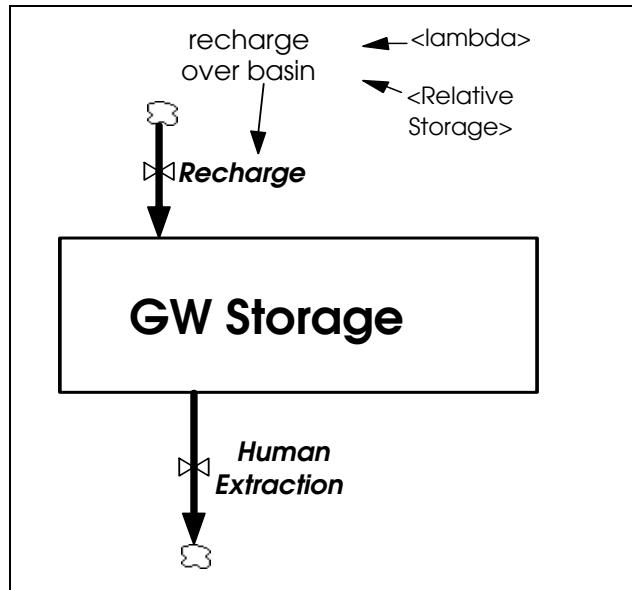 recharge
over basin
<lambda>
<Relative
Storage>
Recharge
GW Storage
Human
Extraction